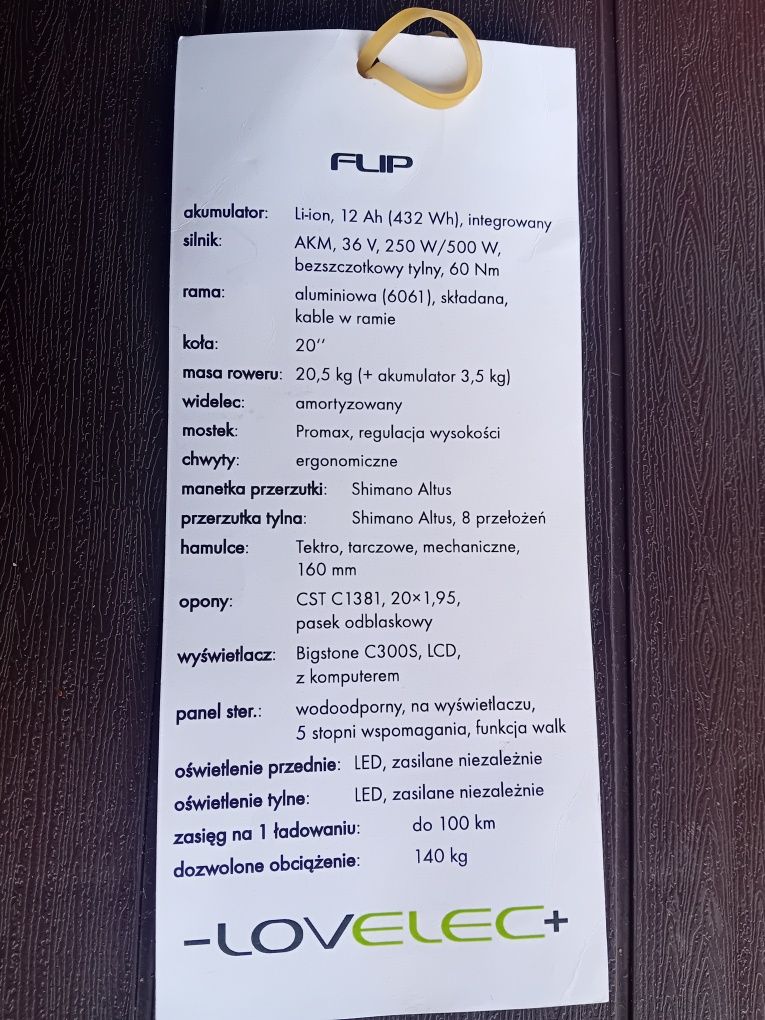 FLIP
akumulator: Li-ion, 12 Ah (432 Wh), integrowany
silnik: AKM, 36 V, 250 W/500 W,
bezszczotkowy tylny, 60 Nm
rama: aluminiowa (6061), składana,
kable w ramie
koła: 20’’
masa roweru: 20,5 kg (+ akumulator 3,5 kg)
widelec: amortyzowany
mostek: Promax, regulacja wysokości
chwyty: ergonomiczne
manetka przerzutki: Shimano Altus
przerzutka tylna: Shimano Altus, 8 przełożeń
hamulce: Tektro, tarczowe, mechaniczne,
160 mm
opony: CST C1381, 20×1,95,
pasek odblaskowy
wyświetlacz: Bigstone C300S, LCD,
z komputerem
panel ster.: wodoodporny, na wyświetlaczu,
5 stopni wspomagania, funkcja walk
oświetlenie przednie: LED, zasilane niezależnie
oświetlenie tylne: LED, zasilane niezależnie
zasięg na 1 ładowaniu: do 100 km
dozwolone obciążenie: 140 kg
-LOVELEC+